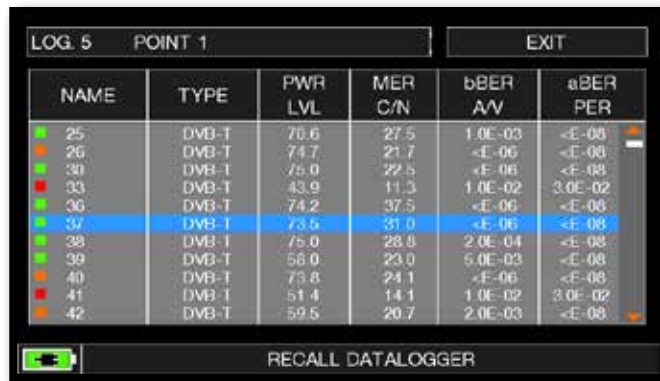 LOG. 5 POINT 1 EXIT
NAME TYPE PWR LVL MER C/N bBER A/V aBER PER
25 DVB-T 70.6 27.5 1.0E-03 <E-08
26 DVB-T 74.7 21.7 <E-06 <E-08
30 DVB-T 75.0 22.5 <E-06 <E-08
33 DVB-T 43.9 11.3 1.0E-02 3.0E-02
36 DVB-T 74.2 37.5 <E-06 <E-08
37 DVB-T 73.5 31.0 <E-06 <E-08
38 DVB-T 75.0 28.8 2.0E-04 <E-08
39 DVB-T 58.0 23.0 5.0E-03 <E-08
40 DVB-T 73.8 24.1 <E-06 <E-08
41 DVB-T 51.4 14.1 1.0E-02 3.0E-02
42 DVB-T 59.5 20.7 2.0E-03 <E-08
RECALL DATALOGGER